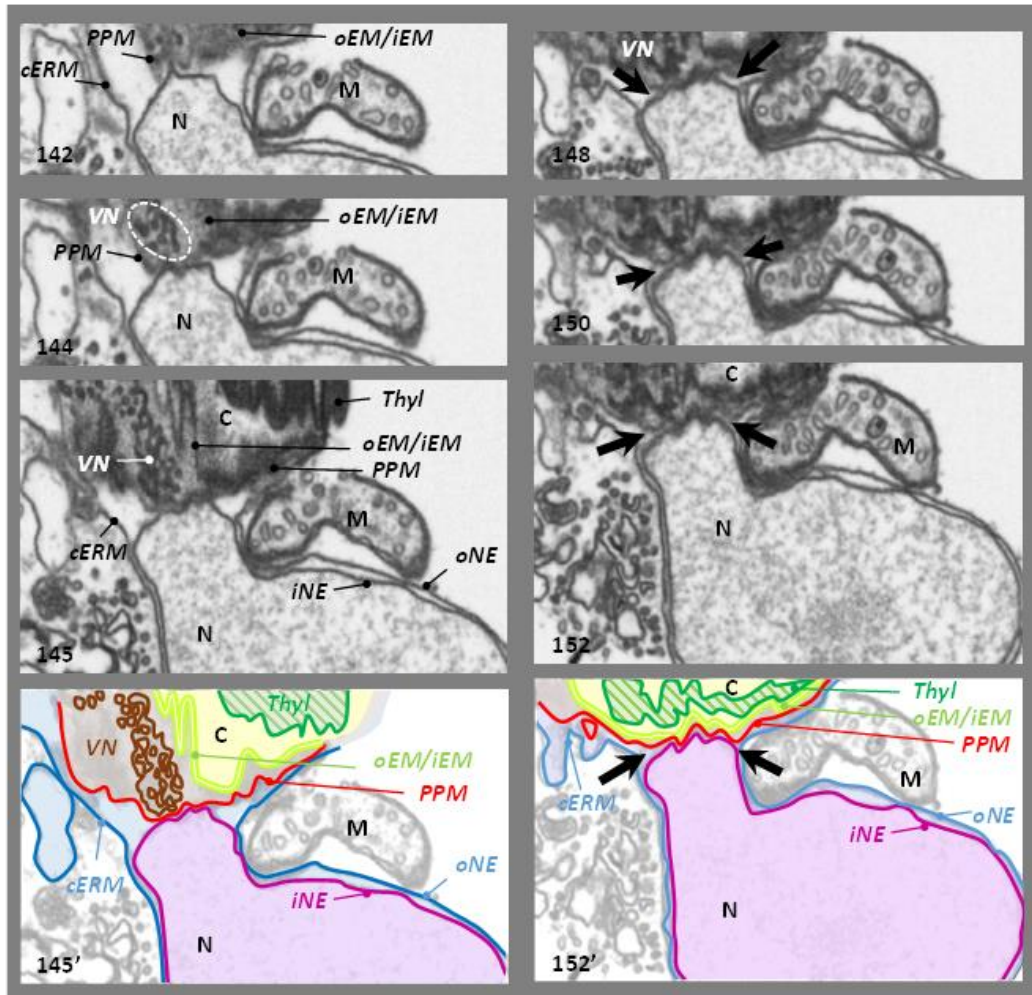 PPM
oEM/iEM
cERM
M
N
142
VN
148
VN
oEM/iEM
PPM
M
N
144
150
C
Thyl
oEM/iEM
VN
PPM
M
cERM
oNE
iNE
N
145
C
M
N
152
Thyl
VN
C
oEM/iEM
PPM
M
cERM
oNE
iNE
N
145’
C
Thyl
oEM/iEM
PPM
M
cERM
oNE
iNE
N
152’